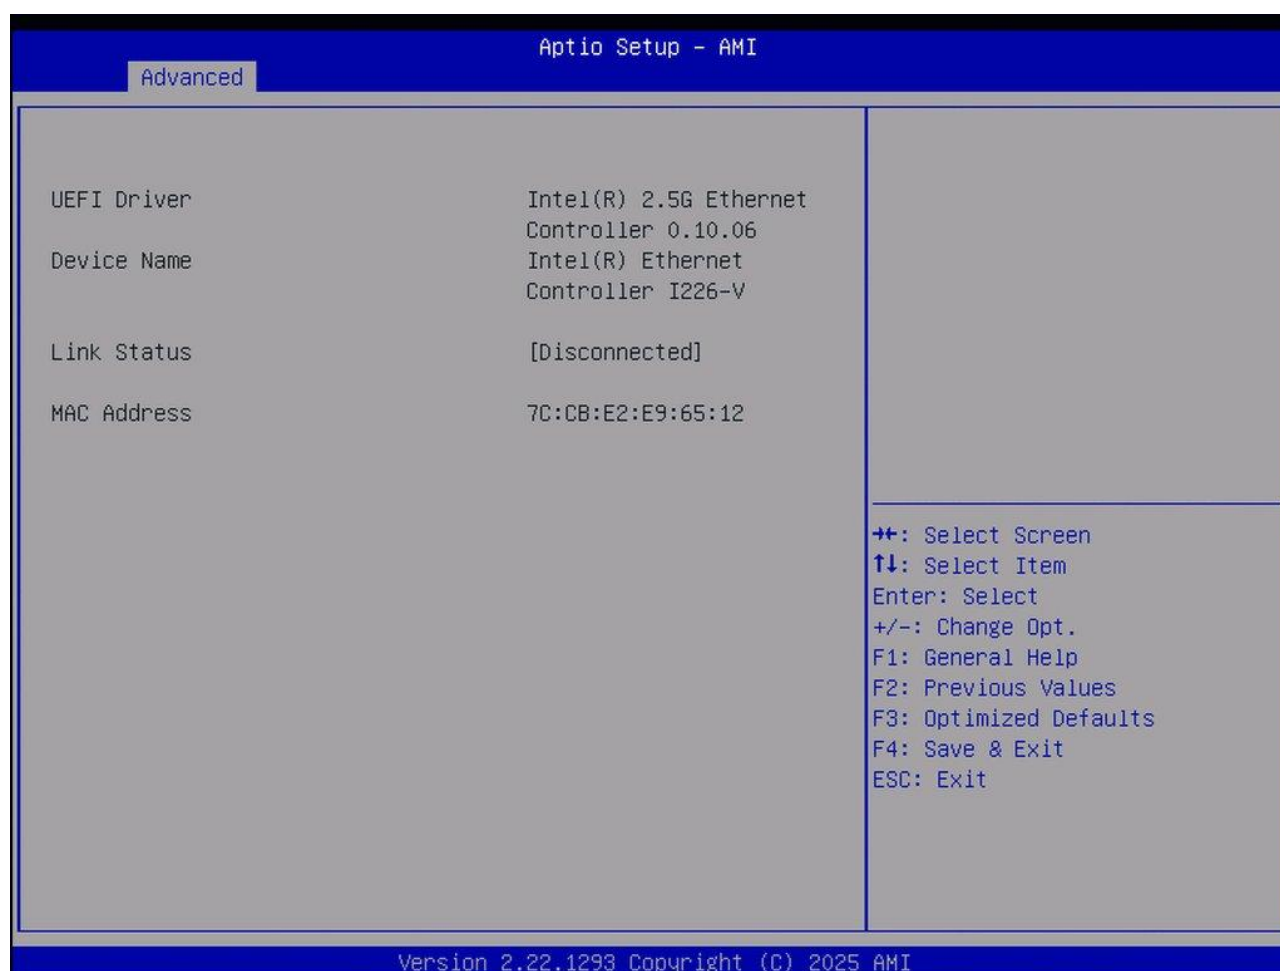 Aptio Setup - AMI
Advanced
UEFI Driver Intel(R) 2.5G Ethernet
Controller 0.10.06
Device Name Intel(R) Ethernet
Controller I226-V
Link Status [Disconnected]
MAC Address 7C:CB:E2:E9:65:12
→←: Select Screen
↑↓: Select Item
Enter: Select
+/-: Change Opt.
F1: General Help
F2: Previous Values
F3: Optimized Defaults
F4: Save & Exit
ESC: Exit
Version 2.22.1293 Copyright (C) 2025 AMI